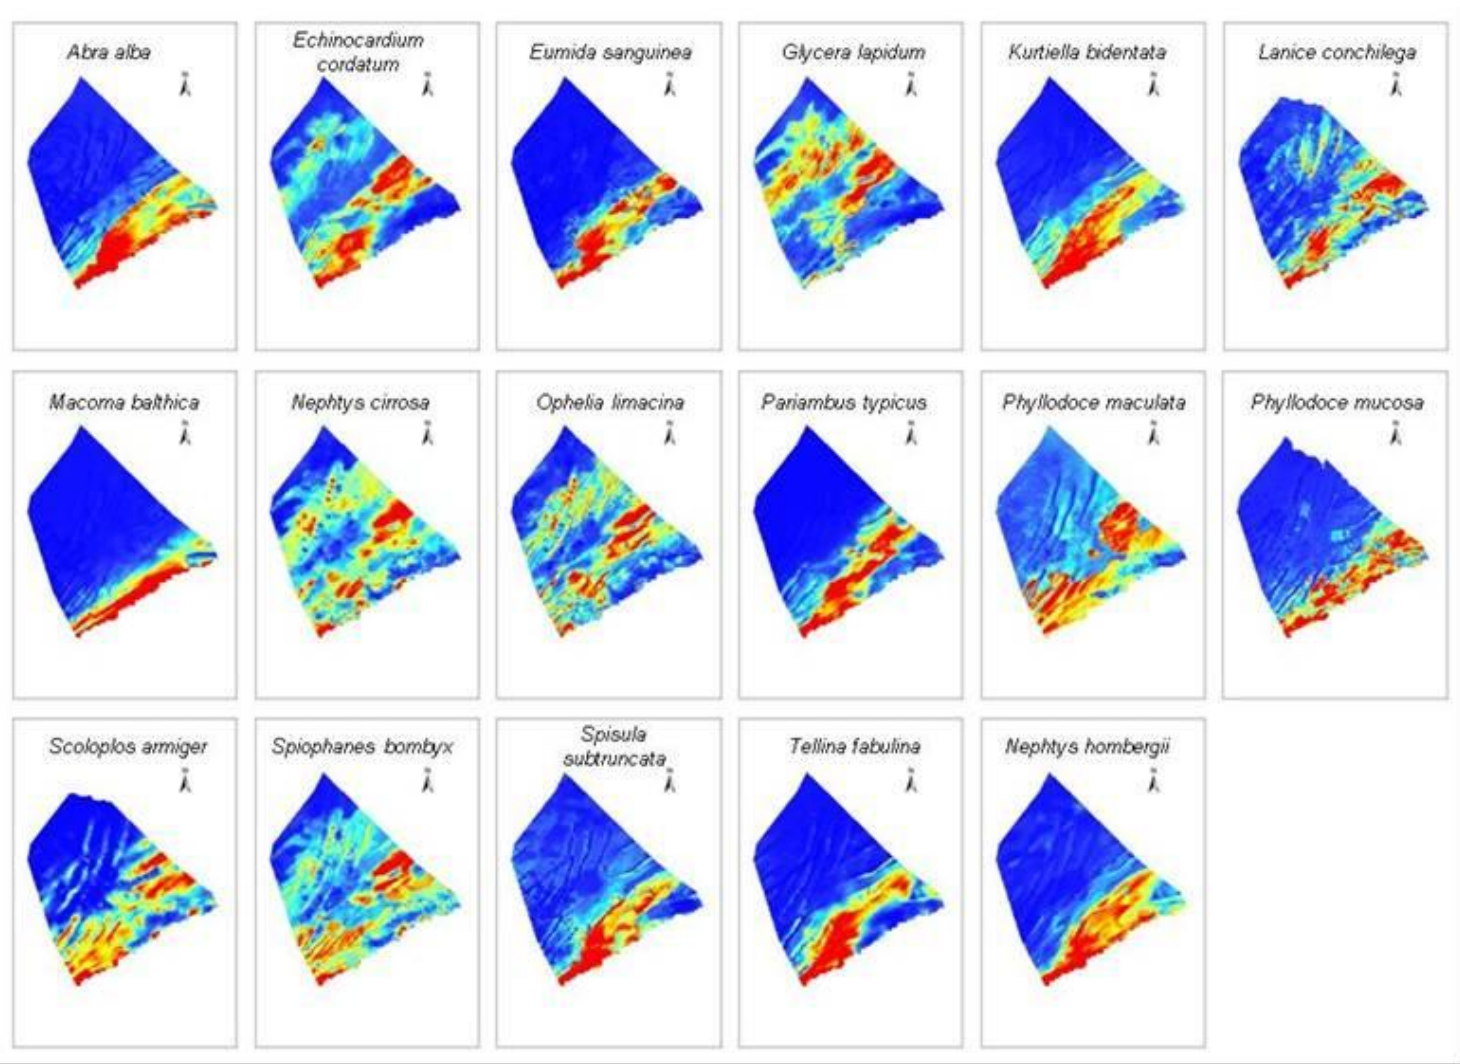 Abra alba
Echinocardium
cordatum
Eumida sanguinea
Glycera lapidum
Kurtiella bidentata
Lanice conchilega
Macoma balthica
Nephtys cirrosa
Ophelia limacina
Pariambus typicus
Phyllodoce maculata
Phyllodoce mucosa
Scoloplos armiger
Spiophanes bombyx
Spisula
subtruncata
Tellina fabulina
Nephtys hombergii